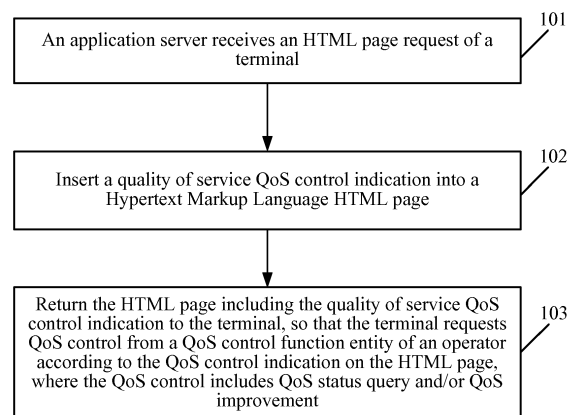 101
An application server receives an HTML page request of a
terminal
102
Insert a quality of service QoS control indication into a
Hypertext Markup Language HTML page
103
Return the HTML page including the quality of service QoS
control indication to the terminal, so that the terminal requests
QoS control from a QoS control function entity of an operator
according to the QoS control indication on the HTML page,
where the QoS control includes QoS status query and/or QoS
improvement